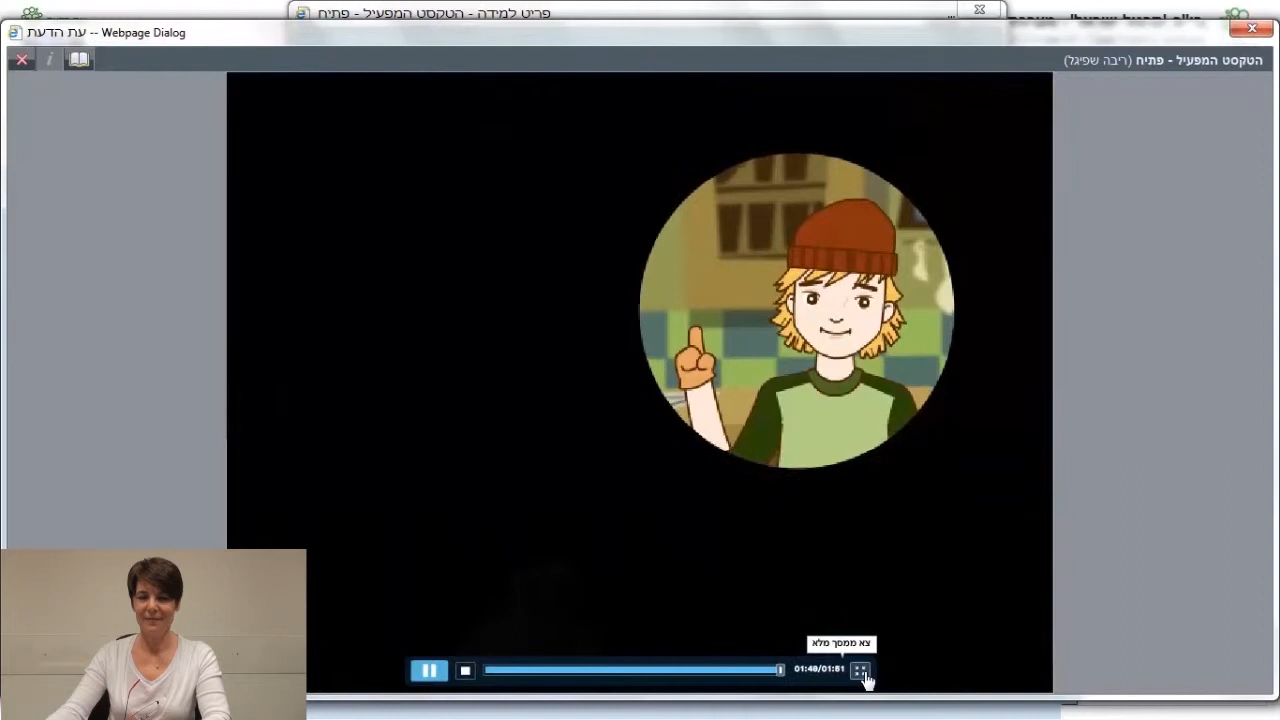 פריט למידה - הטקסט המפעיל - פתיח
עת הדעת -- Webpage Dialog
הטקסט המפעיל - פתיח (ריבה שפיגל)
צא ממסך מלא
01:48/01:51